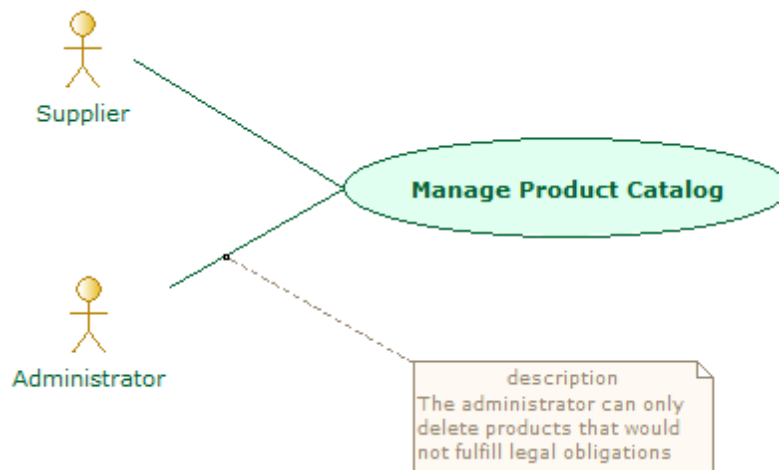 Supplier
Manage Product Catalog
Administrator
description
The administrator can only
delete products that would
not fulfill legal obligations